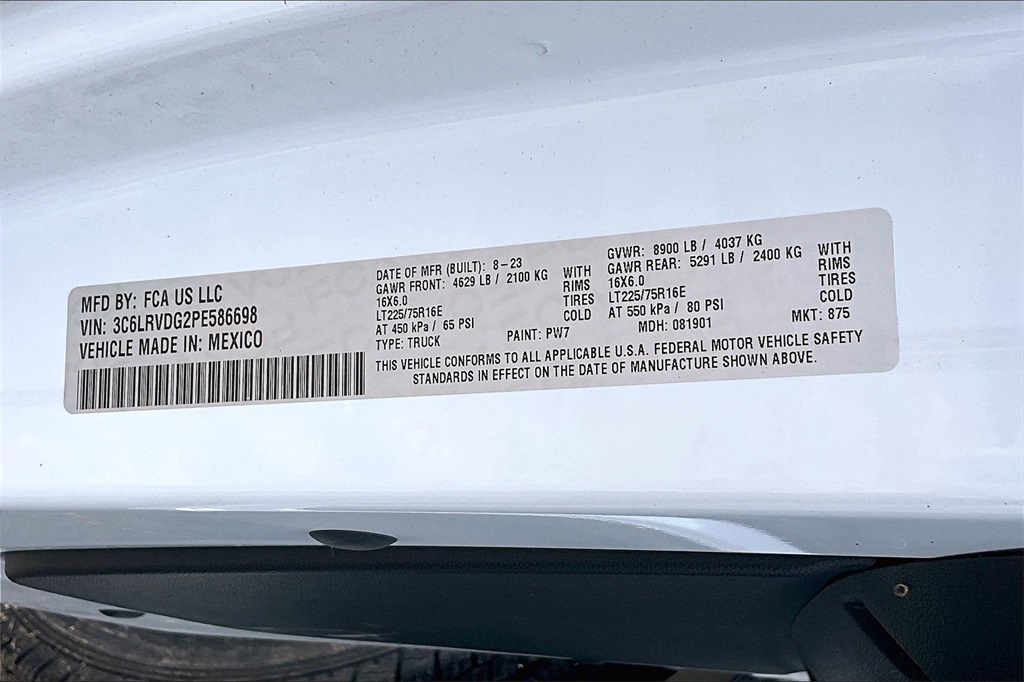 MFD BY: FCA US LLC
VIN: 3C6LRVDG2PE586698
VEHICLE MADE IN: MEXICO
DATE OF MFR (BUILT): 8-23
GAWR FRONT: 4629 LB / 2100 KG WITH
16X6.0 RIMS
LT225/75R16E TIRES
AT 450 kPa / 65 PSI COLD
TYPE: TRUCK PAINT: PW7
GVWR: 8900 LB / 4037 KG
GAWR REAR: 5291 LB / 2400 KG WITH
16X6.0 RIMS
LT225/75R16E TIRES
AT 550 kPa / 80 PSI COLD
MDH: 081901 MKT: 875
THIS VEHICLE CONFORMS TO ALL APPLICABLE U.S.A. FEDERAL MOTOR VEHICLE SAFETY
STANDARDS IN EFFECT ON THE DATE OF MANUFACTURE SHOWN ABOVE.